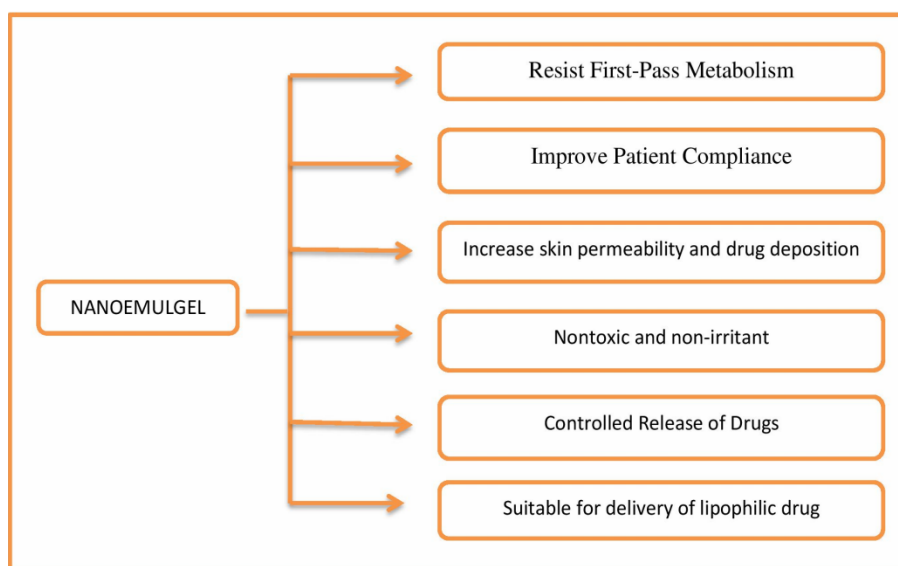 Resist First-Pass Metabolism
Improve Patient Compliance
Increase skin permeability and drug deposition
NANOEMULGEL
Nontoxic and non-irritant
Controlled Release of Drugs
Suitable for delivery of lipophilic drug